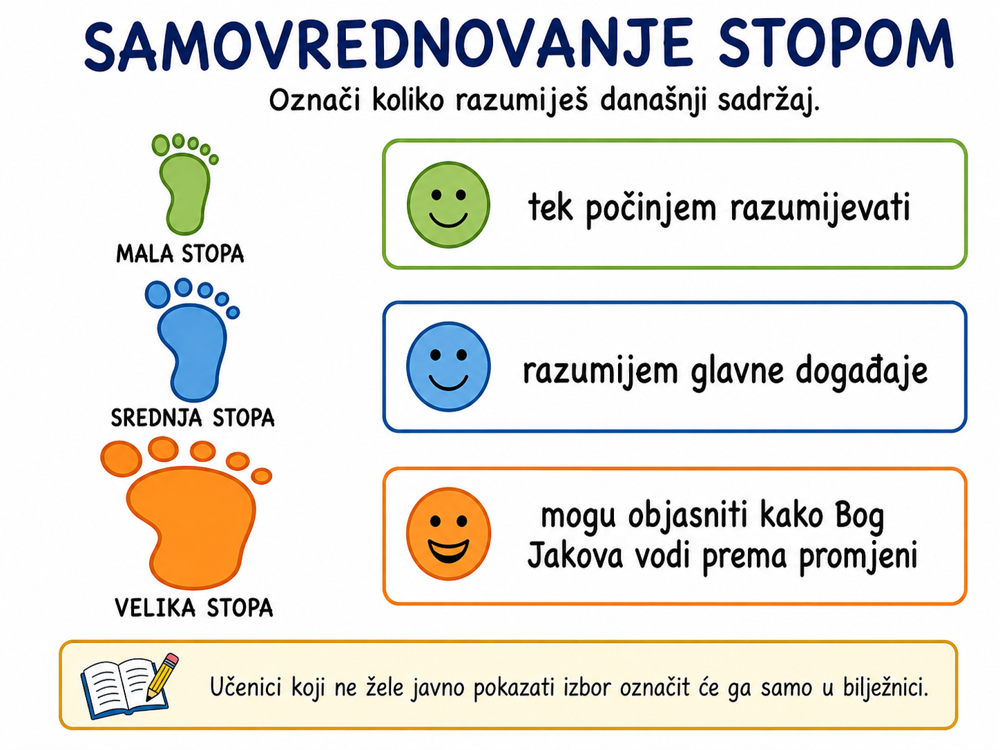 SAMOVREDNOVANJE STOPOM
Označi koliko razumiješ današnji sadržaj.
MALA STOPA
tek počinjem razumijevati
SREDNJA STOPA
razumijem glavne događaje
VELIKA STOPA
mogu objasniti kako Bog
Jakova vodi prema promjeni
Učenici koji ne žele javno pokazati izbor označit će ga samo u bilježnici.